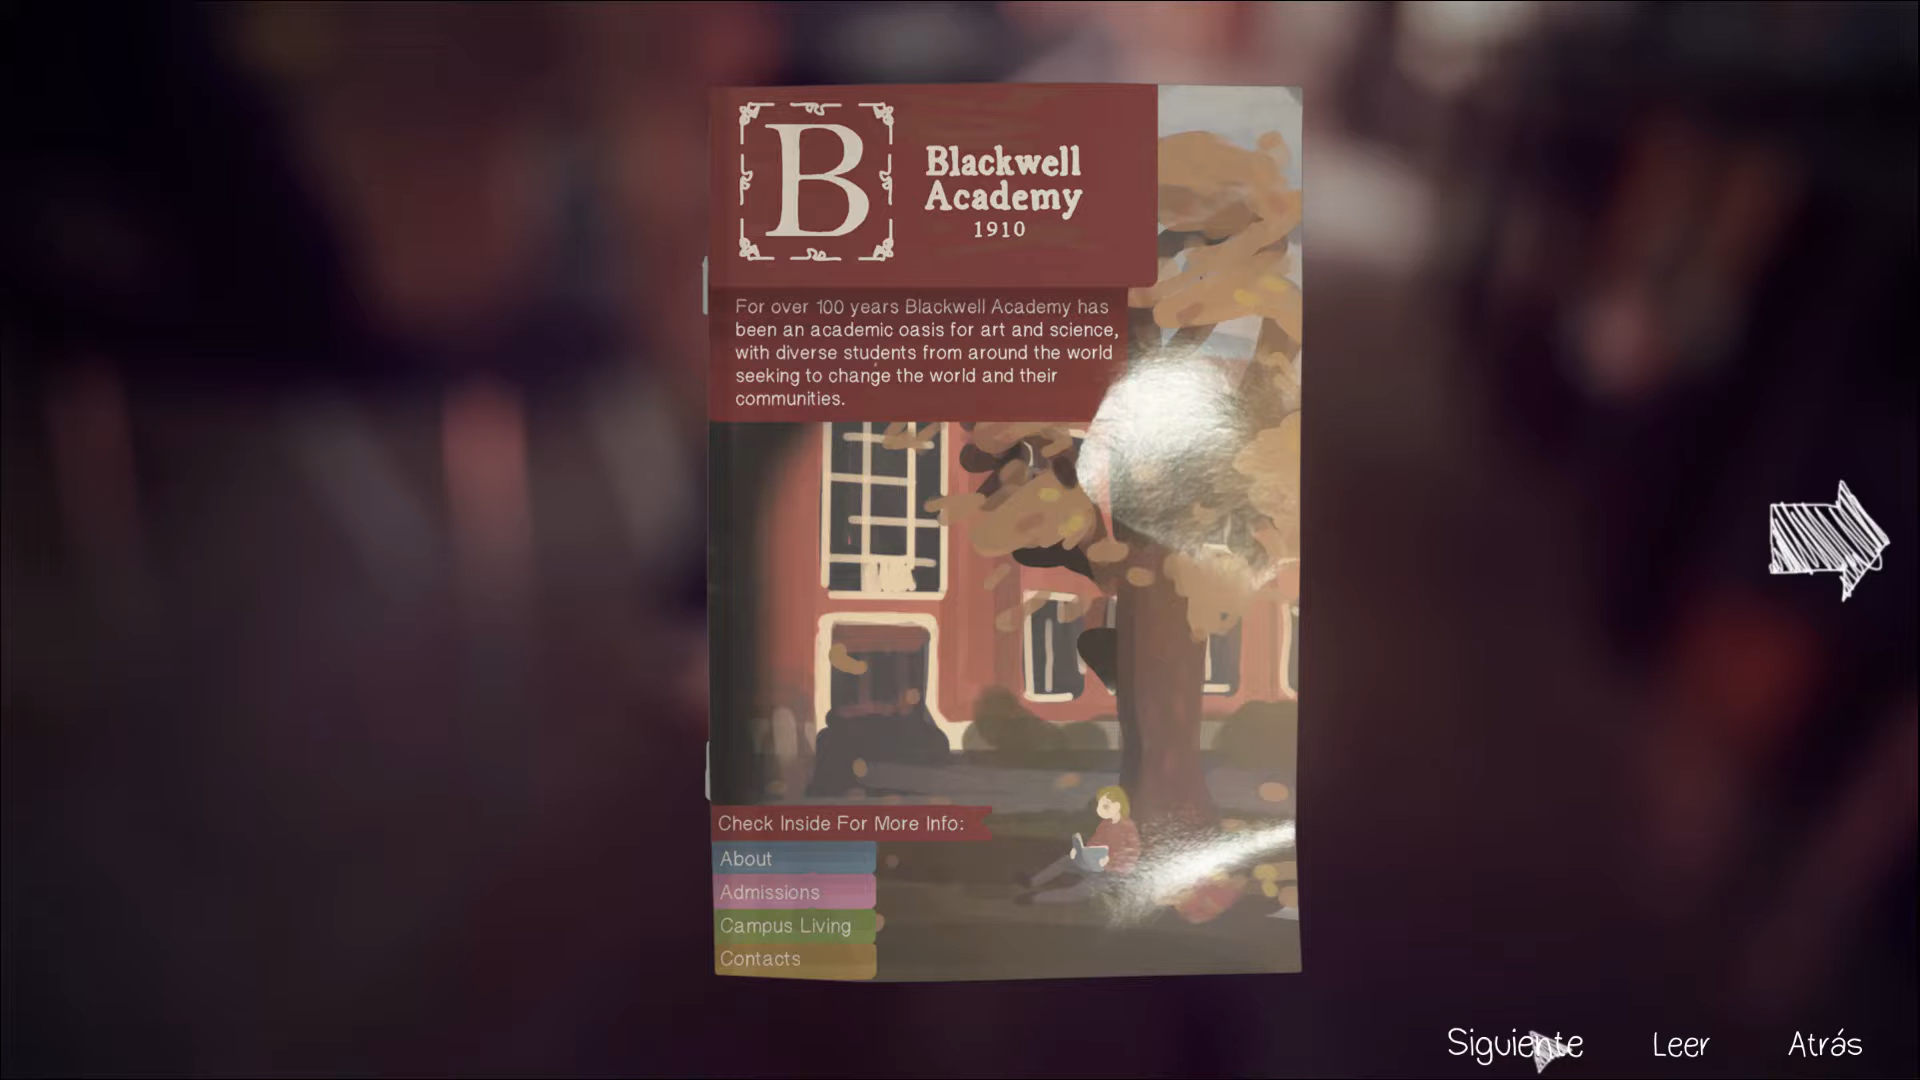 B
Blackwell
Academy
1910
For over 100 years Blackwell Academy has
been an academic oasis for art and science,
with diverse students from around the world
seeking to change the world and their
communities.
Check Inside For More Info:
About
Admissions
Campus Living
Contacts
Siguiente
Leer
Atrás